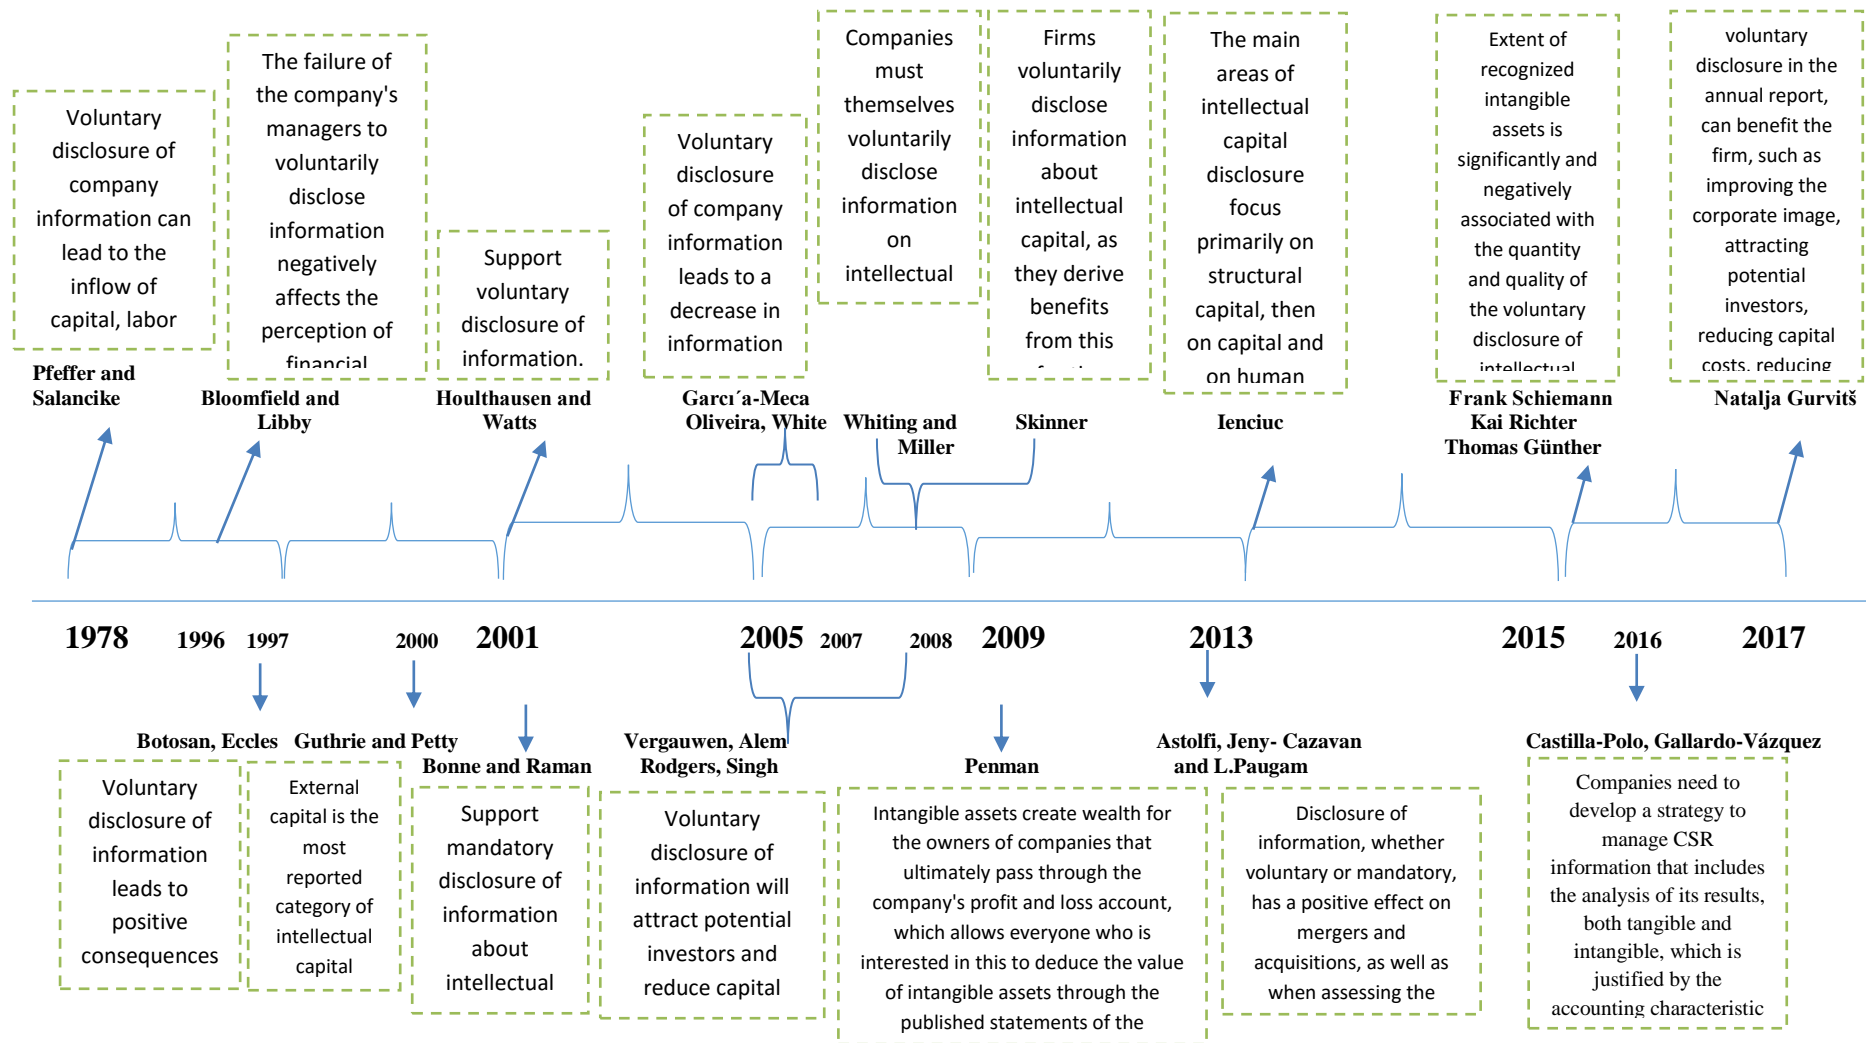 Voluntary
disclosure of
company
information can
lead to the
inflow of
capital, labor
Pfeffer and
Salancike
The failure of
the company's
managers to
voluntarily
disclose
information
negatively
affects the
perception of
financial
Bloomfield and
Libby
Support
voluntary
disclosure of
information.
Houlthausen and
Watts
Voluntary
disclosure
of company
information
leads to a
decrease in
information
Garcı´a-Meca
Oliveira, White
Companies
must
themselves
voluntarily
disclose
information
on
intellectual
Whiting and
Miller
Firms
voluntarily
disclose
information
about
intellectual
capital, as
they derive
benefits
from this
Skinner
The main
areas of
intellectual
capital
disclosure
focus
primarily on
structural
capital, then
on capital and
on human
Ienciuc
Extent of
recognized
intangible
assets is
significantly and
negatively
associated with
the quantity
and quality of
the voluntary
disclosure of
intellectual
Frank Schiemann
Kai Richter
Thomas Günther
voluntary
disclosure in the
annual report,
can benefit the
firm, such as
improving the
corporate image,
attracting
potential
investors,
reducing capital
costs, reducing
Natalja Gurvitš
1978 1996 1997 2000 2001 2005 2007 2008 2009 2013 2015 2016 2017
Botosan, Eccles
Voluntary
disclosure of
information
leads to
positive
consequences
Guthrie and Petty
External
capital is the
most
reported
category of
intellectual
capital
Bonne and Raman
Support
mandatory
disclosure of
information
about
intellectual
Vergauwen, Alem
Rodgers, Singh
Voluntary
disclosure of
information will
attract potential
investors and
reduce capital
Penman
Intangible assets create wealth for
the owners of companies that
ultimately pass through the
company's profit and loss account,
which allows everyone who is
interested in this to deduce the value
of intangible assets through the
published statements of the
Astolfi, Jeny- Cazavan
and L.Paugam
Disclosure of
information, whether
voluntary or mandatory,
has a positive effect on
mergers and
acquisitions, as well as
when assessing the
Castilla-Polo, Gallardo-Vázquez
Companies need to
develop a strategy to
manage CSR
information that includes
the analysis of its results,
both tangible and
intangible, which is
justified by the
accounting characteristic